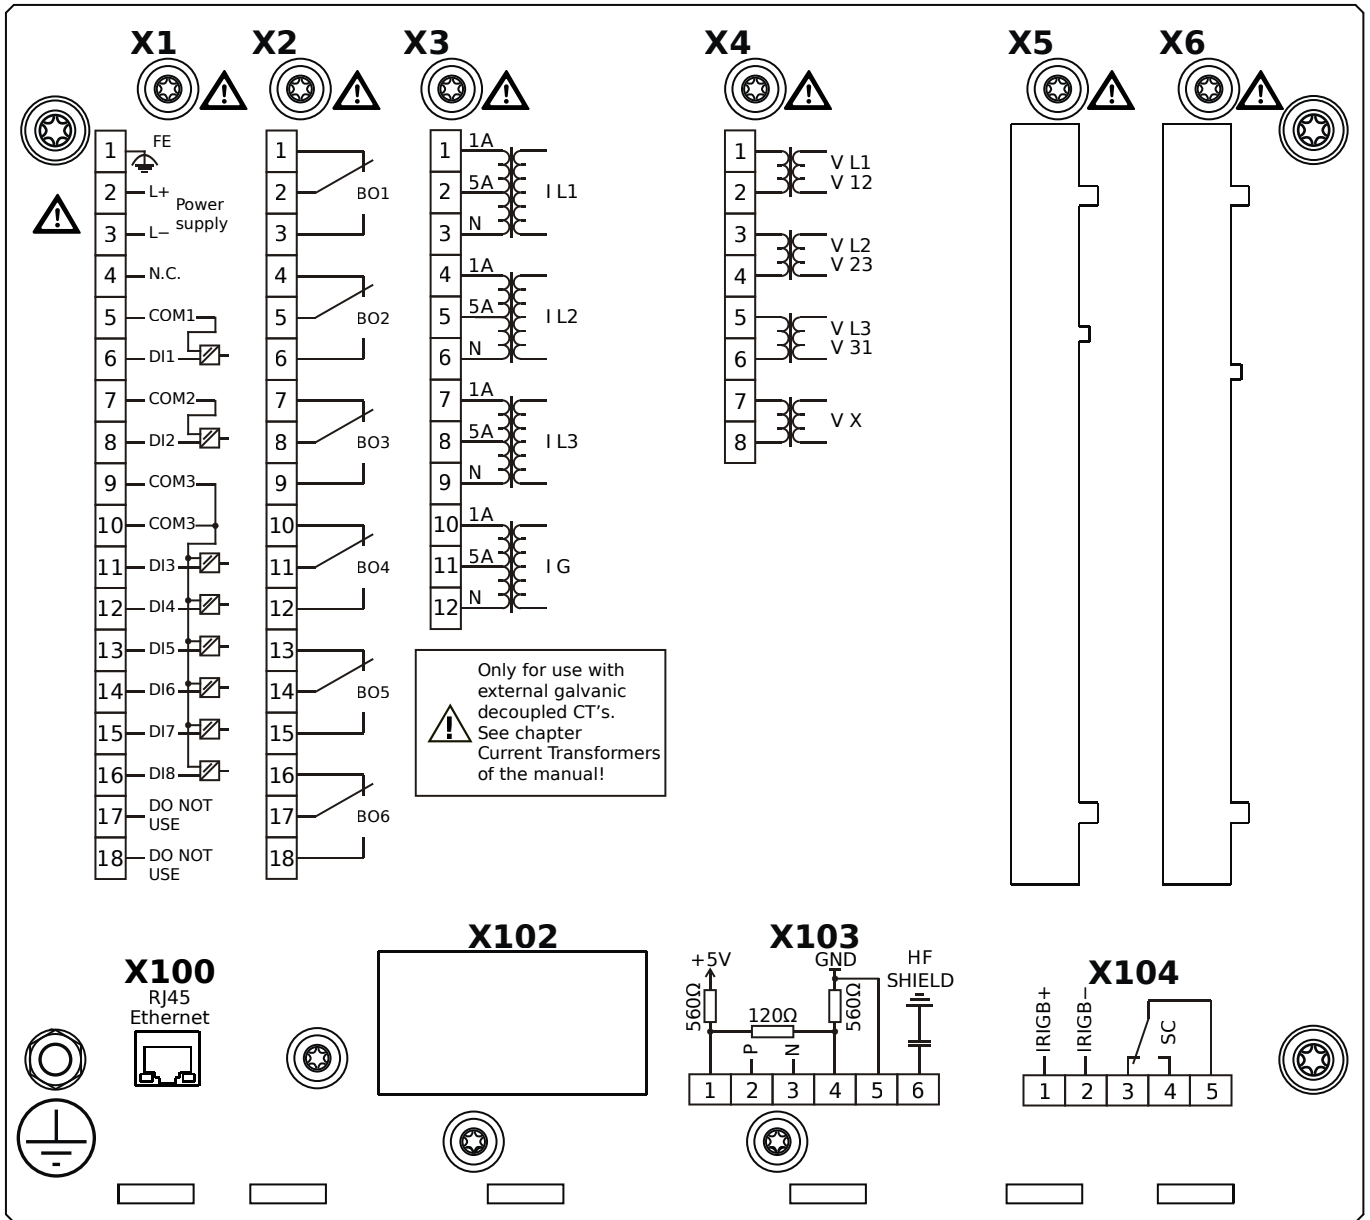 X1
X2
X3
X4
X5
X6
1 FE
2 L+
Power
supply
3 L−
4 N.C.
5 COM1
6 DI1
7 COM2
8 DI2
9 COM3
10 COM3
11 DI3
12 DI4
13 DI5
14 DI6
15 DI7
16 DI8
17 DO NOT
USE
18 DO NOT
USE
1
2 BO1
3
4
5 BO2
6
7
8 BO3
9
10
11 BO4
12
13
14 BO5
15
16
17 BO6
18
1 1A
2 5A I L1
3 N
4 1A
5 5A I L2
6 N
7 1A
8 5A I L3
9 N
10 1A
11 5A I G
12 N
Only for use with
external galvanic
decoupled CT's.
See chapter
Current Transformers
of the manual!
1 V L1
2 V 12
3 V L2
4 V 23
5 V L3
6 V 31
7 V X
8
X100
RJ45
Ethernet
X102
X103
+5V GND HF
SHIELD
560Ω 120Ω 560Ω
P N
1 2 3 4 5 6
X104
IRIGB+ IRIGB− SC
1 2 3 4 5